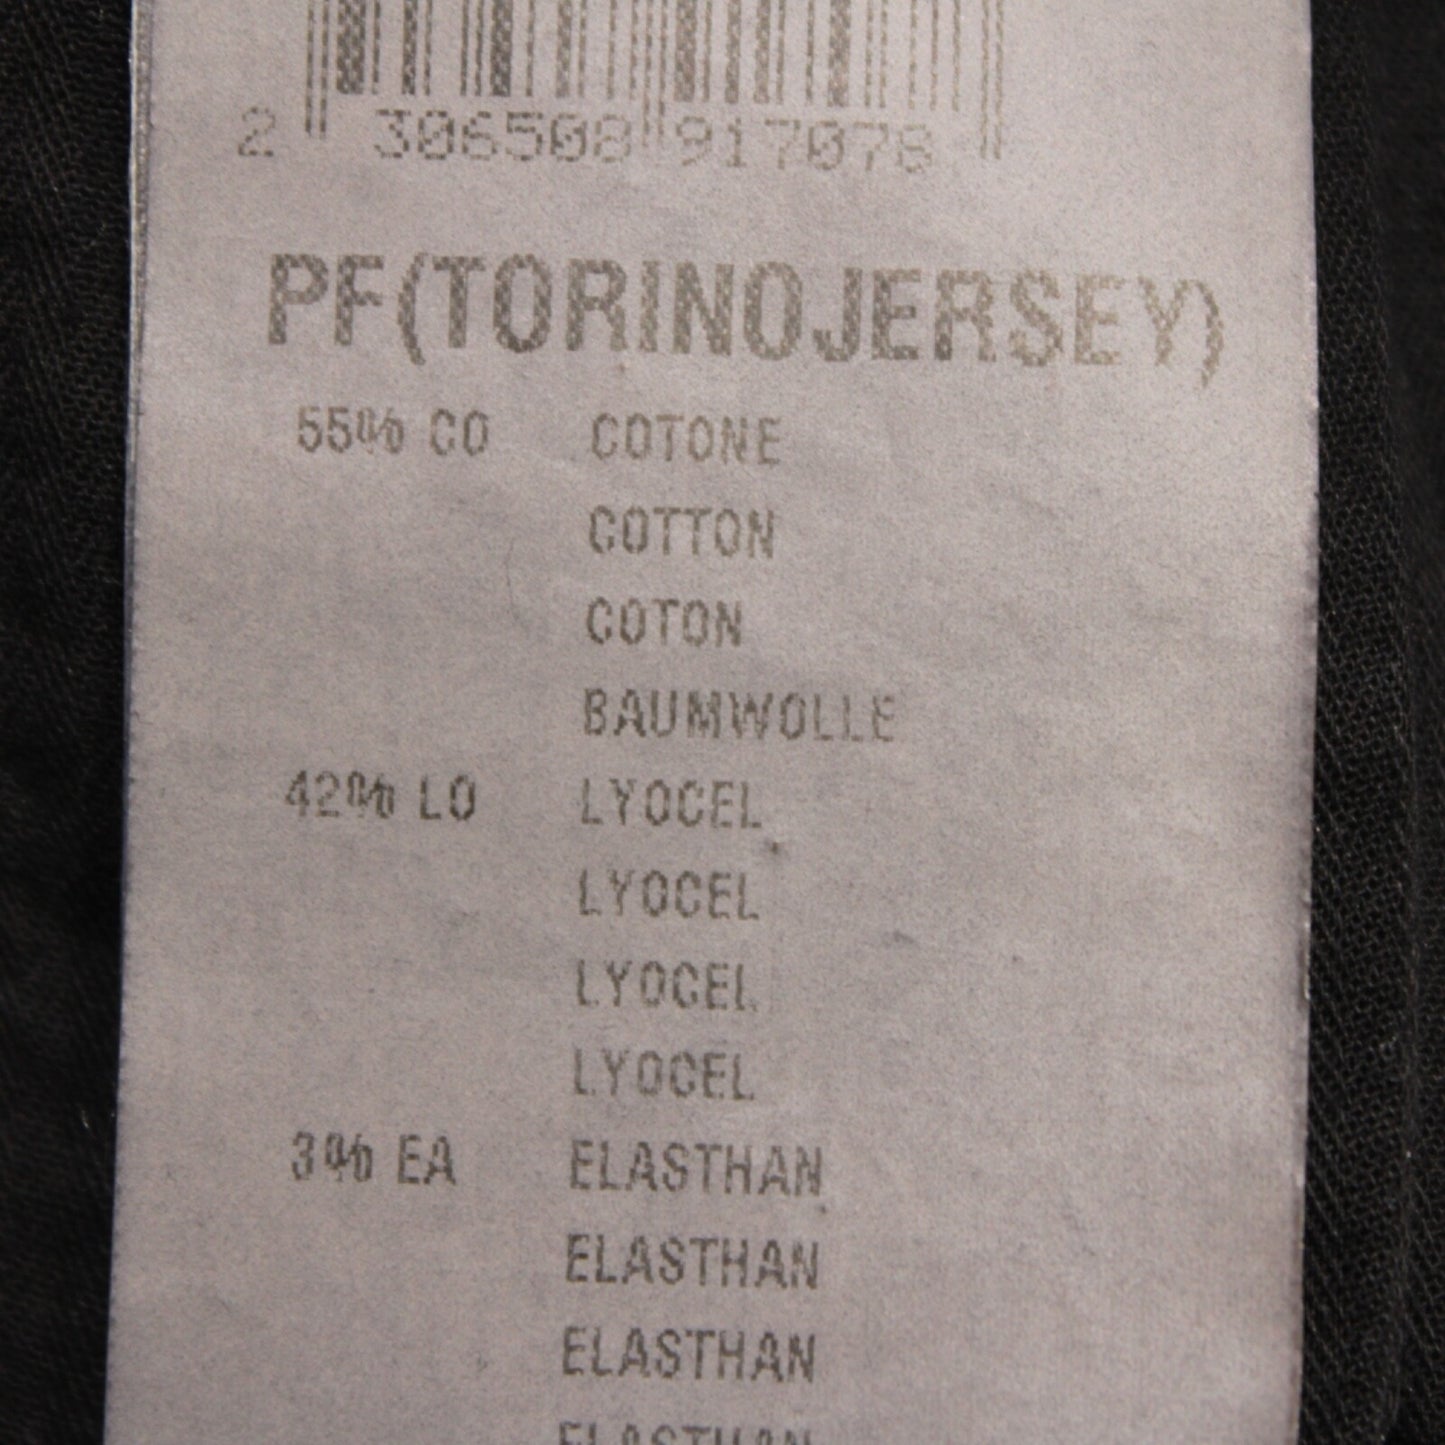 2 306508 917078
PF(TORINOJERSEY)
55% CO COTONE
COTTON
COTON
BAUMWOLLE
42% LO LYOCEL
LYOCEL
LYOCEL
LYOCEL
3% EA ELASTHAN
ELASTHAN
ELASTHAN
ELASTHAN